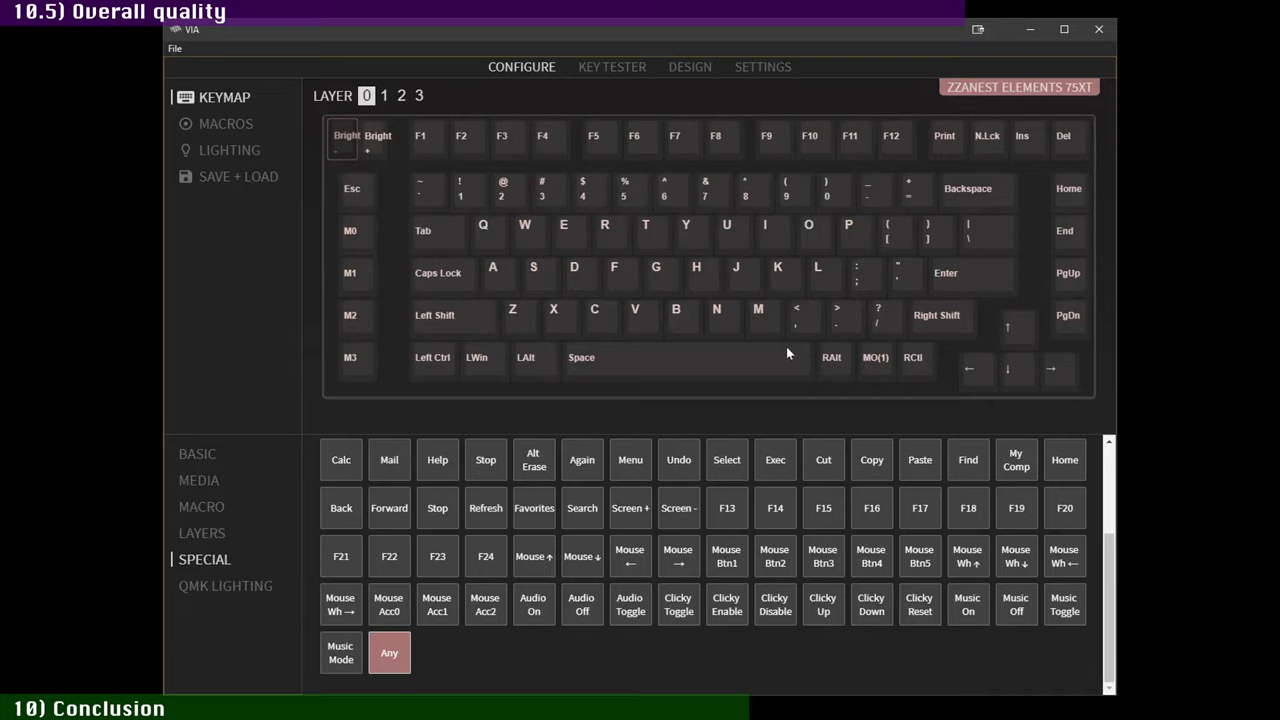 10.5) Overall quality
VIA
File
CONFIGURE KEY TESTER DESIGN SETTINGS
KEYMAP
MACROS
LIGHTING
SAVE + LOAD
LAYER 0 1 2 3
ZZANEST ELEMENTS 75XT
Bright - Bright + F1 F2 F3 F4 F5 F6 F7 F8 F9 F10 F11 F12 Print N.Lck Ins Del
Esc ~ ` ! 1 @ 2 # 3 $ 4 % 5 ^ 6 & 7 * 8 ( 9 ) 0 _ - + = Backspace Home
M0 Tab Q W E R T Y U I O P { [ } ] | \ End
M1 Caps Lock A S D F G H J K L : ; " ' Enter PgUp
M2 Left Shift Z X C V B N M < , > . ? / Right Shift ↑ PgDn
M3 Left Ctrl LWin LAlt Space RAlt MO(1) RCtl ← ↓ →
BASIC
MEDIA
MACRO
LAYERS
SPECIAL
QMK LIGHTING
Calc Mail Help Stop Alt Erase Again Menu Undo Select Exec Cut Copy Paste Find My Comp Home
Back Forward Stop Refresh Favorites Search Screen + Screen - F13 F14 F15 F16 F17 F18 F19 F20
F21 F22 F23 F24 Mouse ↑ Mouse ↓ Mouse ← Mouse → Mouse Btn1 Mouse Btn2 Mouse Btn3 Mouse Btn4 Mouse Btn5 Mouse Wh ↑ Mouse Wh ↓ Mouse Wh ←
Mouse Wh → Mouse Acc0 Mouse Acc1 Mouse Acc2 Audio On Audio Off Audio Toggle Clicky Toggle Clicky Enable Clicky Disable Clicky Up Clicky Down Clicky Reset Music On Music Off Music Toggle
Music Mode Any
10) Conclusion